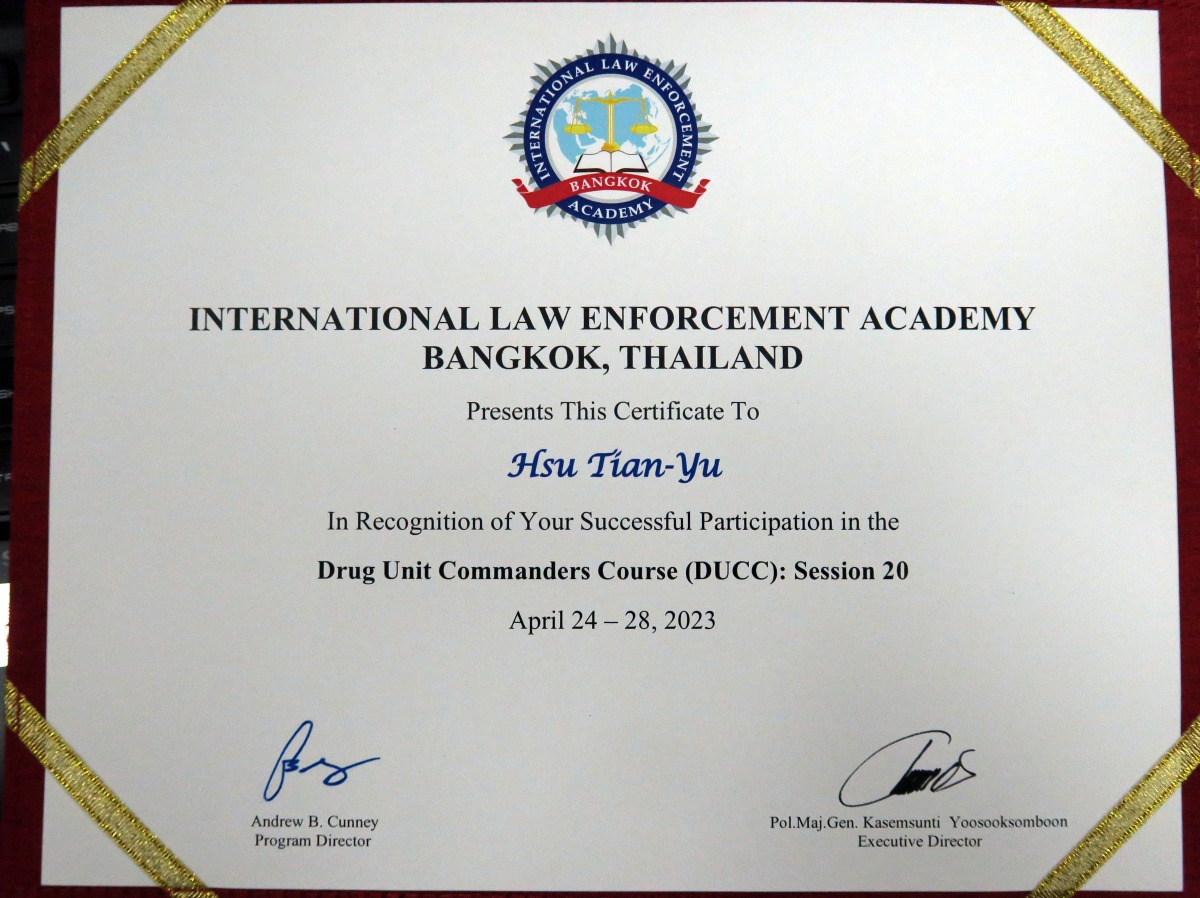 INTERNATIONAL LAW ENFORCEMENT
BANGKOK
ACADEMY
INTERNATIONAL LAW ENFORCEMENT ACADEMY
BANGKOK, THAILAND
Presents This Certificate To
Hsu Tian-Yu
In Recognition of Your Successful Participation in the
Drug Unit Commanders Course (DUCC): Session 20
April 24 – 28, 2023
Andrew B. Cunney
Program Director
Pol.Maj.Gen. Kasemsunti Yoosooksomboon
Executive Director